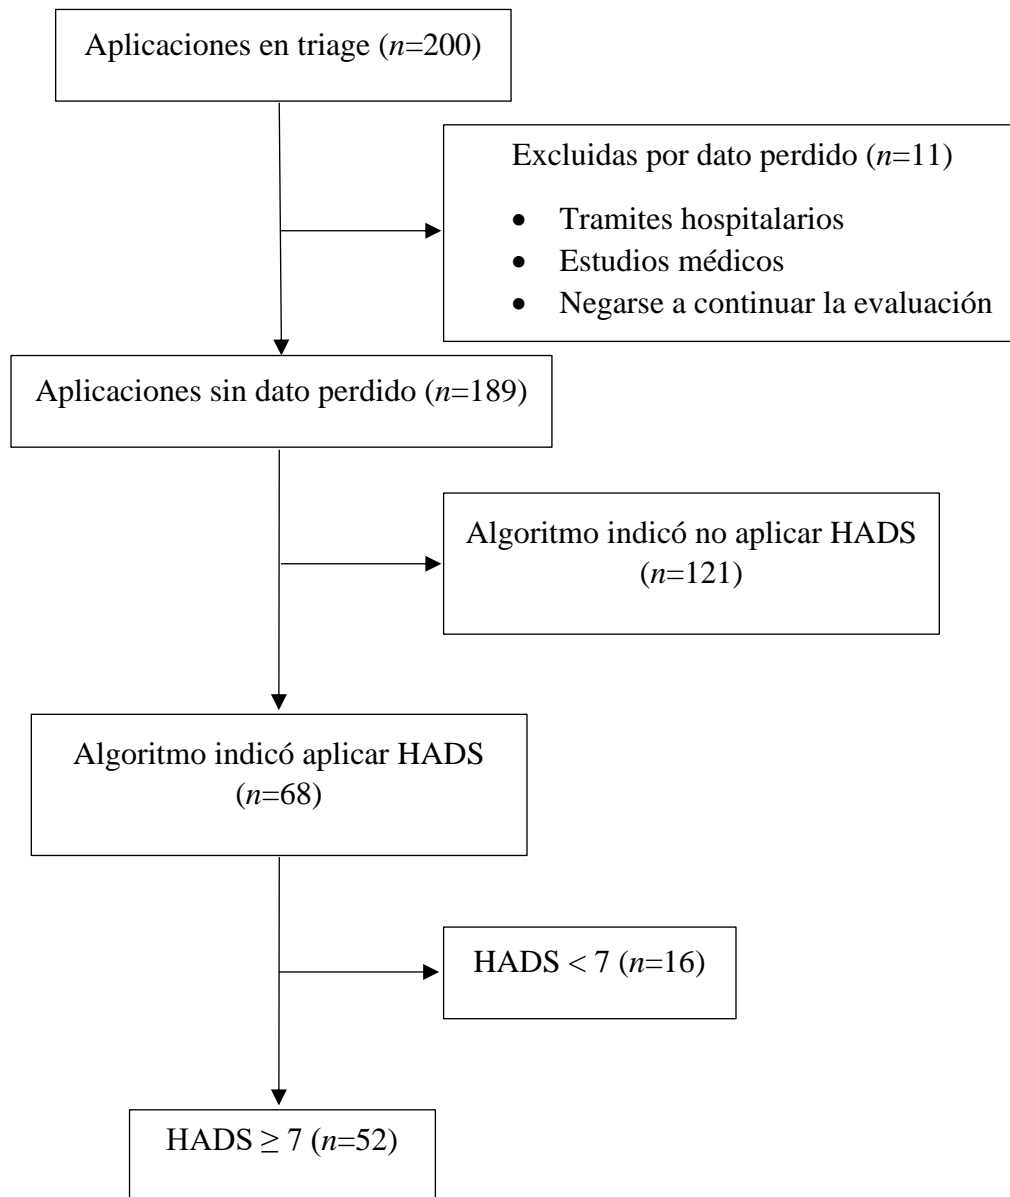 Aplicaciones en triage (n=200)
Excluidas por dato perdido (n=11)
• Tramites hospitalarios
• Estudios médicos
• Negarse a continuar la evaluación
Aplicaciones sin dato perdido (n=189)
Algoritmo indicó no aplicar HADS
(n=121)
Algoritmo indicó aplicar HADS
(n=68)
HADS < 7 (n=16)
HADS ≥ 7 (n=52)